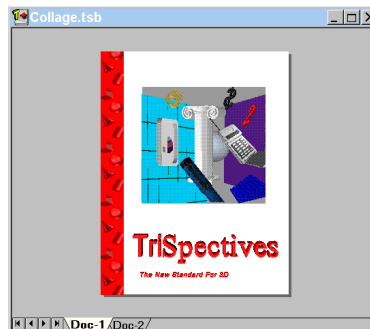 Collage.tsb
TriSpectives
The New Standard For 3D
Doc-1 Doc-2